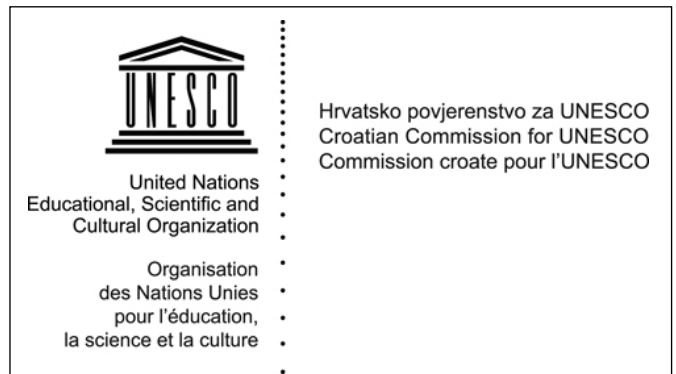 UNESCO
United Nations
Educational, Scientific and
Cultural Organization
Organisation
des Nations Unies
pour l'éducation,
la science et la culture
Hrvatsko povjerenstvo za UNESCO
Croatian Commission for UNESCO
Commission croate pour l'UNESCO